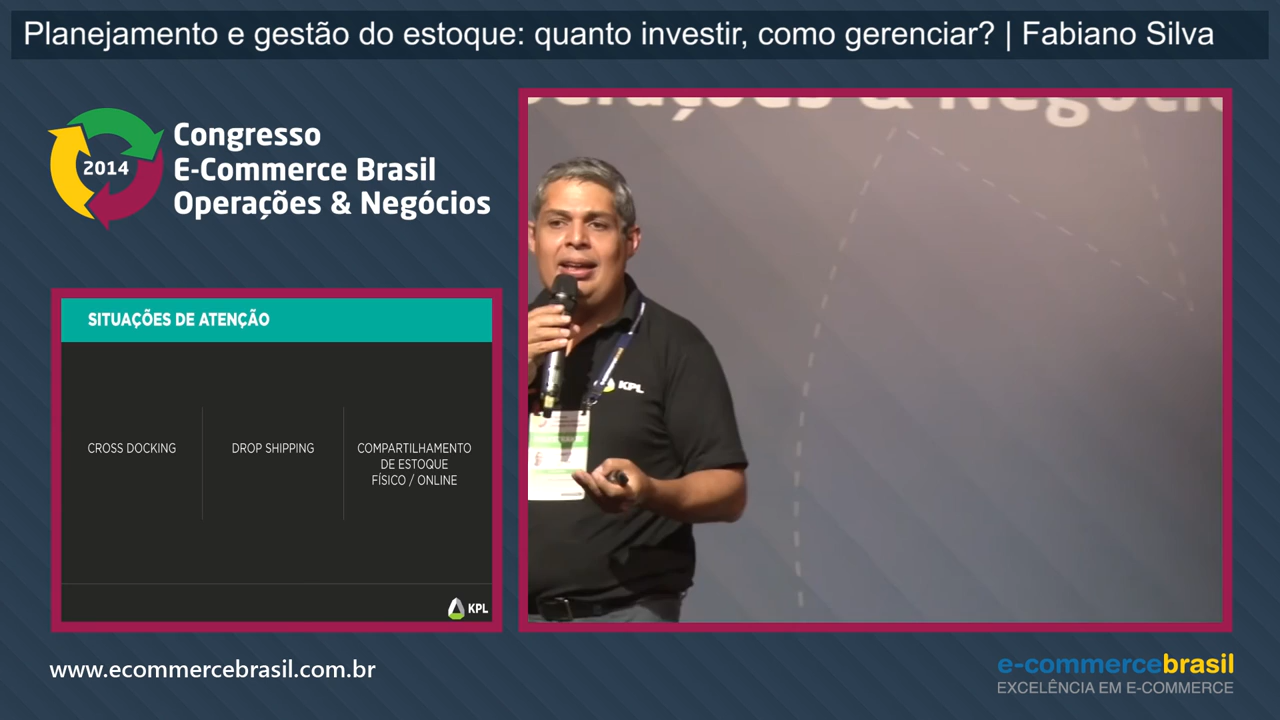 Planejamento e gestão do estoque: quanto investir, como gerenciar? | Fabiano Silva
2014
Congresso
E-Commerce Brasil
Operações & Negócios
SITUAÇÕES DE ATENÇÃO
CROSS DOCKING
DROP SHIPPING
COMPARTILHAMENTO
DE ESTOQUE
FÍSICO / ONLINE
KPL
KPL
www.ecommercebrasil.com.br
e-commercebrasil
EXCELÊNCIA EM E-COMMERCE